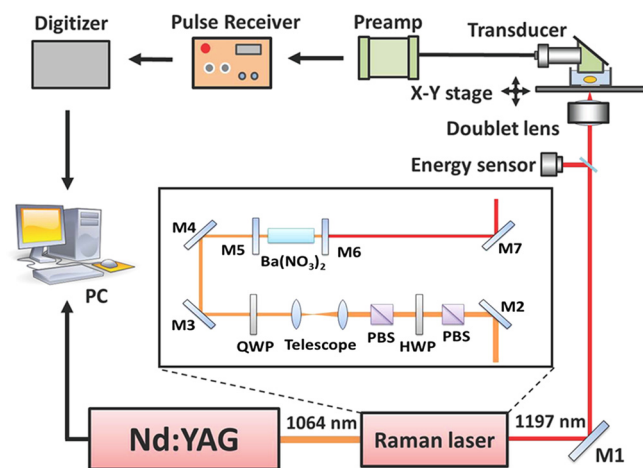 Digitizer
Pulse Receiver
Preamp
Transducer
X-Y stage
Doublet lens
Energy sensor
PC
M4
M5
Ba(NO₃)₂
M6
M7
M3
QWP
Telescope
PBS
HWP
PBS
M2
Nd:YAG
1064 nm
Raman laser
1197 nm
M1